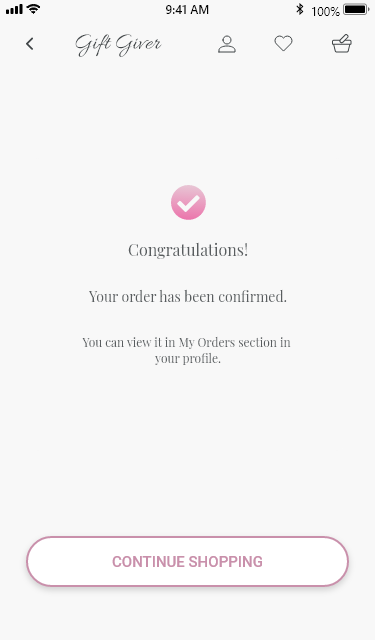 9:41 AM
100%
Gift Giver
Congratulations!
Your order has been confirmed.
You can view it in My Orders section in
your profile.
CONTINUE SHOPPING